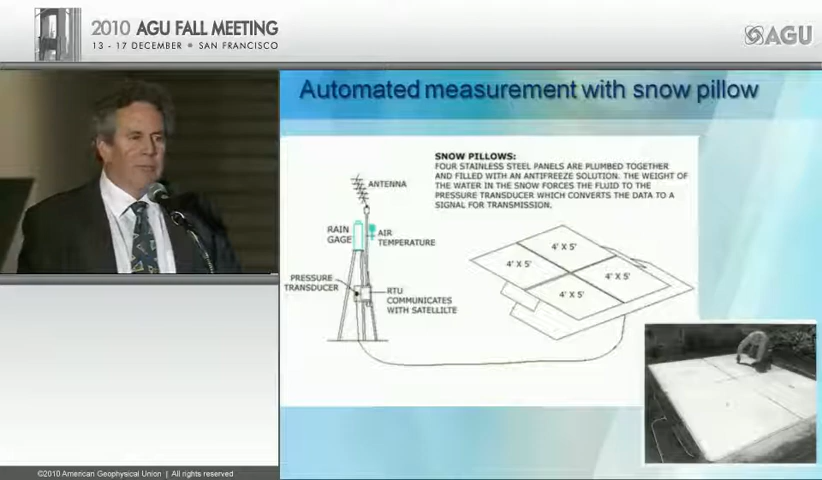 2010 AGU FALL MEETING
13 - 17 DECEMBER • SAN FRANCISCO
AGU
Automated measurement with snow pillow
SNOW PILLOWS:
FOUR STAINLESS STEEL PANELS ARE PLUMBED TOGETHER
AND FILLED WITH AN ANTIFREEZE SOLUTION. THE WEIGHT OF
THE WATER IN THE SNOW FORCES THE FLUID TO THE
PRESSURE TRANSDUCER WHICH CONVERTS THE DATA TO A
SIGNAL FOR TRANSMISSION.
ANTENNA
RAIN
GAGE
AIR
TEMPERATURE
PRESSURE
TRANSDUCER
RTU
COMMUNICATES
WITH SATELLILTE
4' X 5'
4' X 5'
4' X 5'
4' X 5'
©2010 American Geophysical Union | All rights reserved